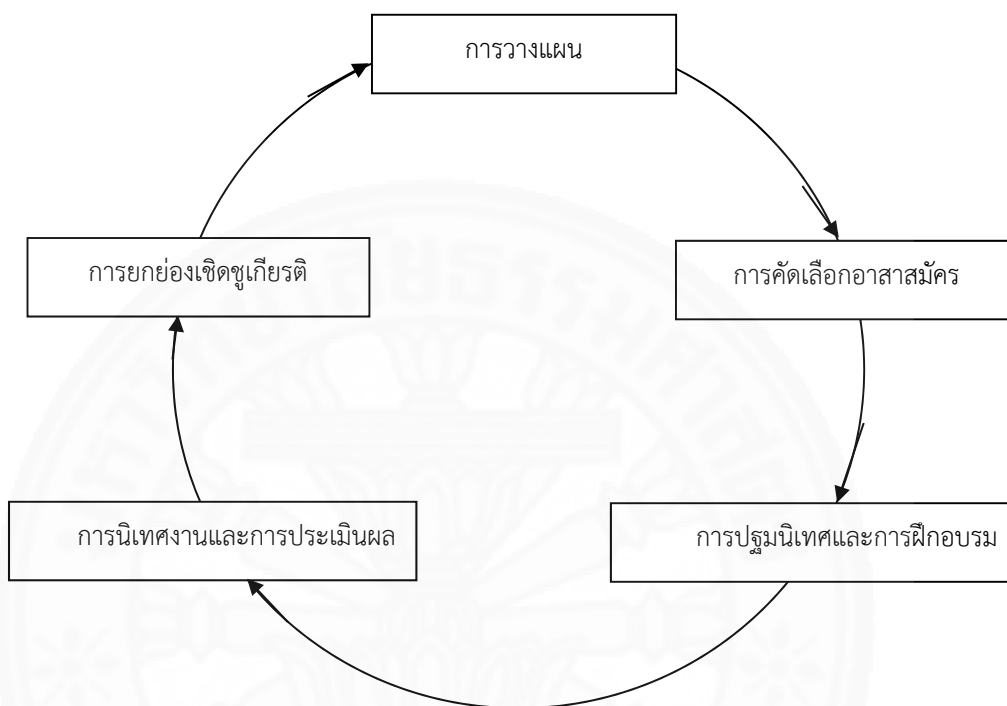 การวางแผน
การคัดเลือกอาสาสมัคร
การปฐมนิเทศและการฝึกอบรม
การนิเทศงานและการประเมินผล
การยกย่องเชิดชูเกียรติ